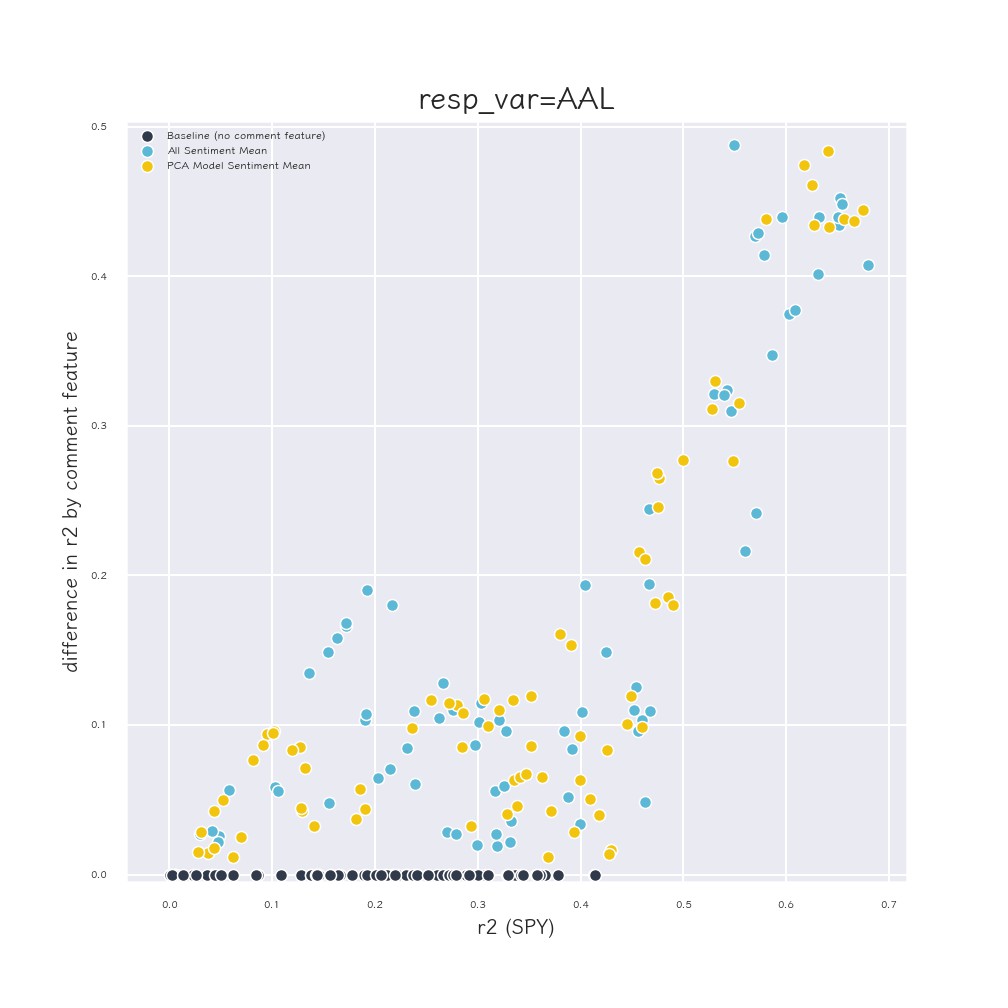 resp_var=AAL
Baseline (no comment feature)
All Sentiment Mean
PCA Model Sentiment Mean
difference in r2 by comment feature
0.5
0.4
0.3
0.2
0.1
0.0
0.0 0.1 0.2 0.3 0.4 0.5 0.6 0.7
r2 (SPY)